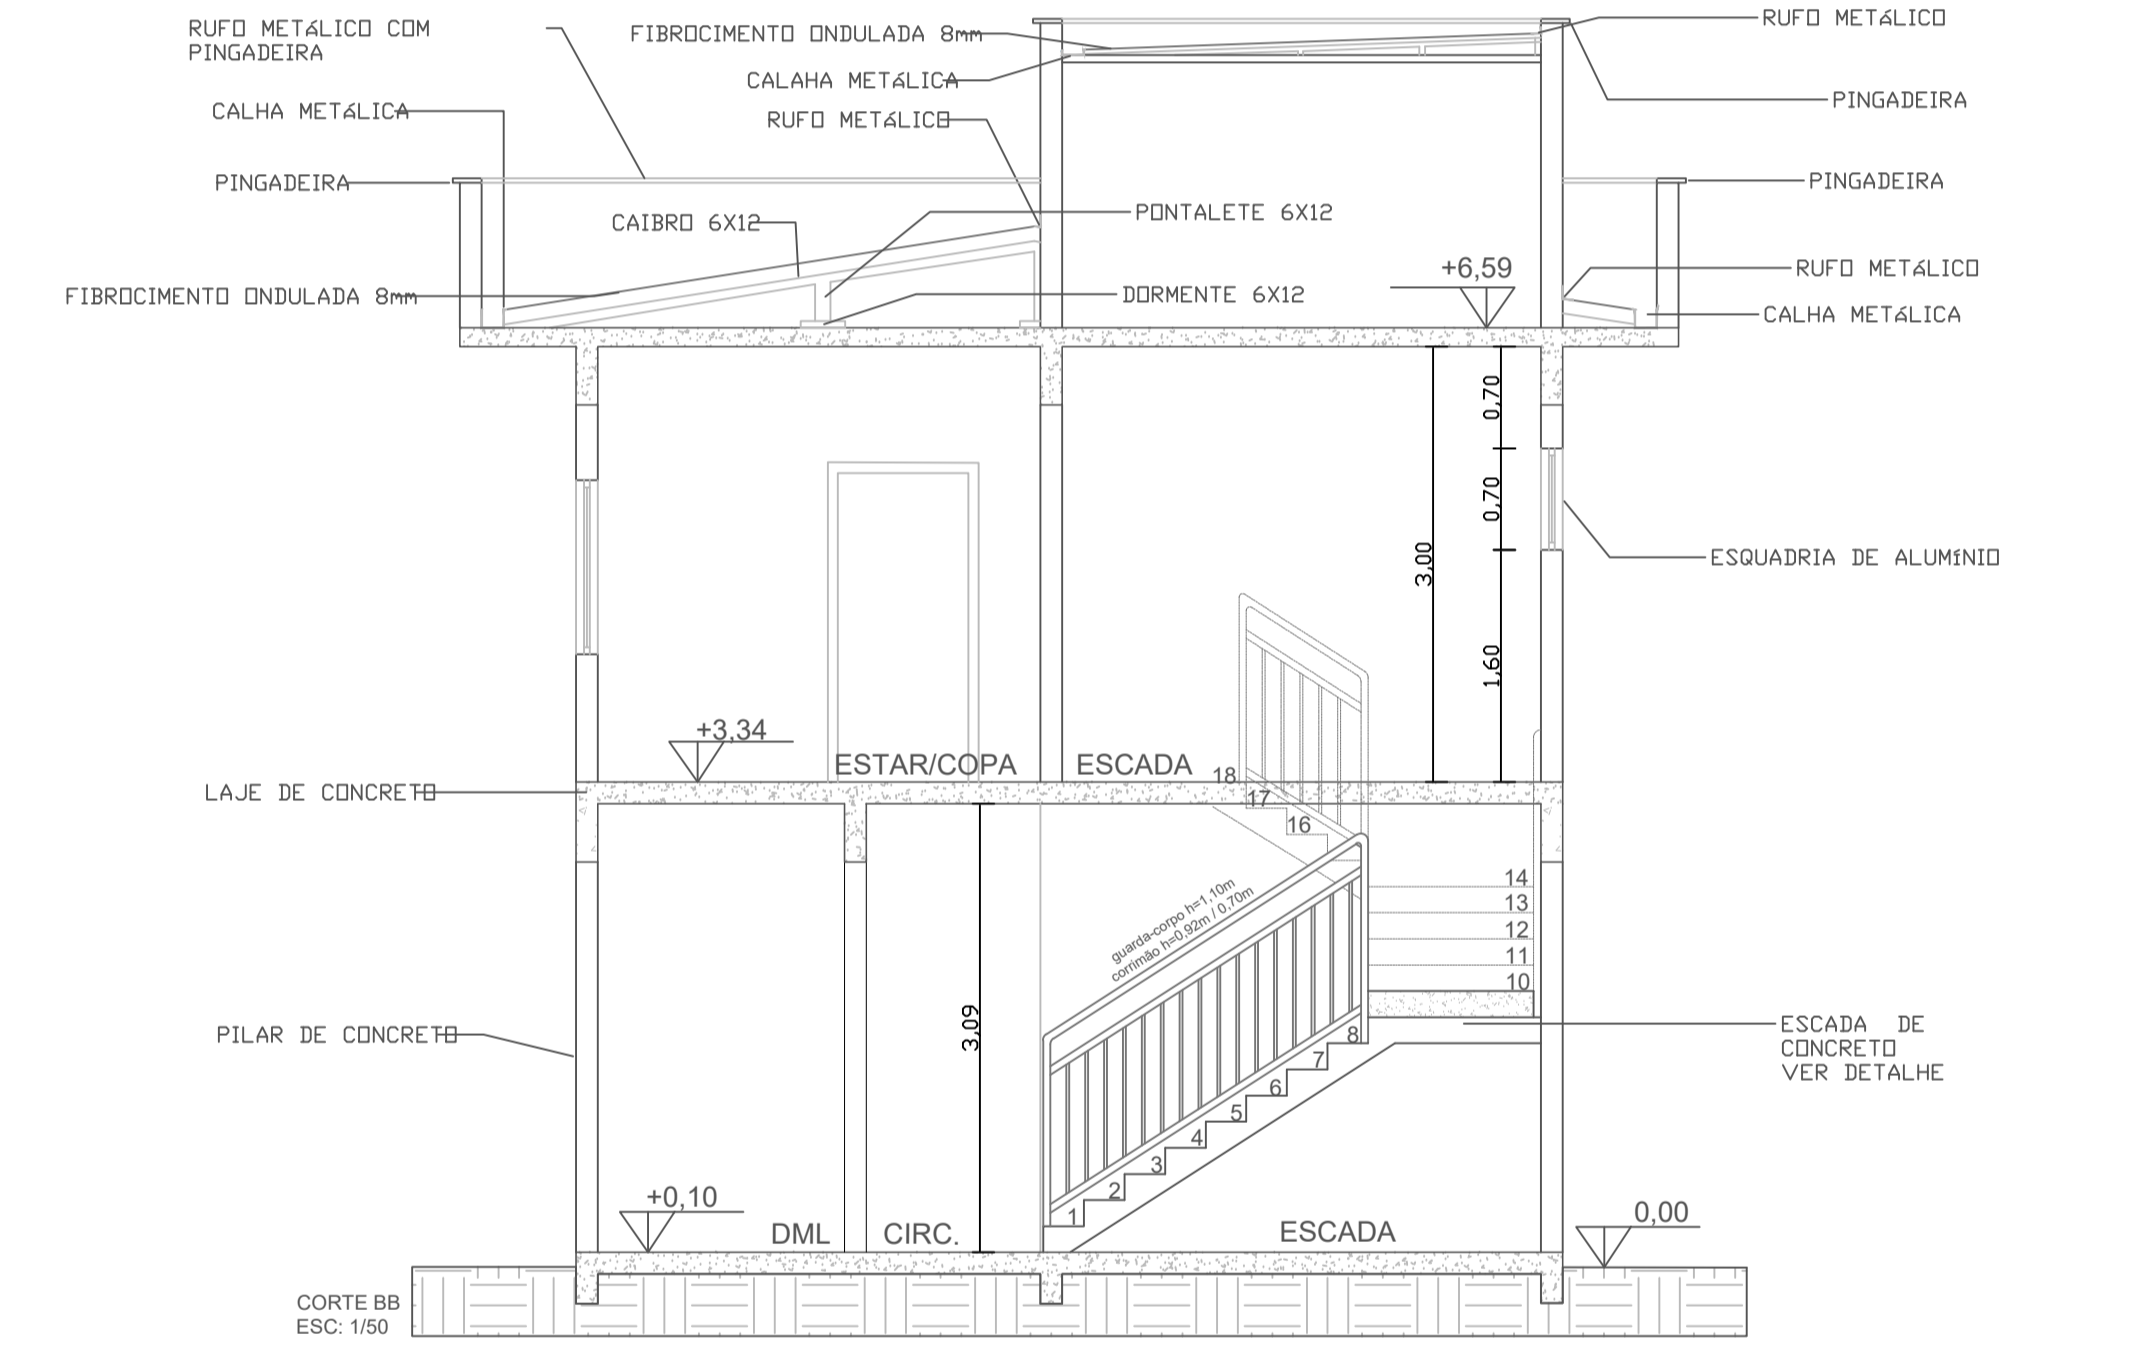 RUFO METáLICO COM
PINGADEIRA
FIBROCIMENTO ONDULADA 8mm
RUFO METáLICO
CALAHA METáLICA
CALHA METáLICA
PINGADEIRA
RUFO METáLICO
PINGADEIRA
PINGADEIRA
CAIBRO 6X12
PONTALETE 6X12
+6,59
RUFO METáLICO
FIBROCIMENTO ONDULADA 8mm
DORMENTE 6X12
CALHA METáLICA
0,70
0,70
3,00
ESQUADRIA DE ALUMíNIO
1,60
+3,34
ESTAR/COPA
ESCADA
18
LAJE DE CONCRETO
17
16
14
13
12
11
10
guarda-corpo h=1,10m
corrimão h=0,92m / 0,70m
3,09
PILAR DE CONCRETO
ESCADA DE
CONCRETO
VER DETALHE
8
7
6
5
4
3
2
1
+0,10
0,00
DML
CIRC.
ESCADA
CORTE BB
ESC: 1/50